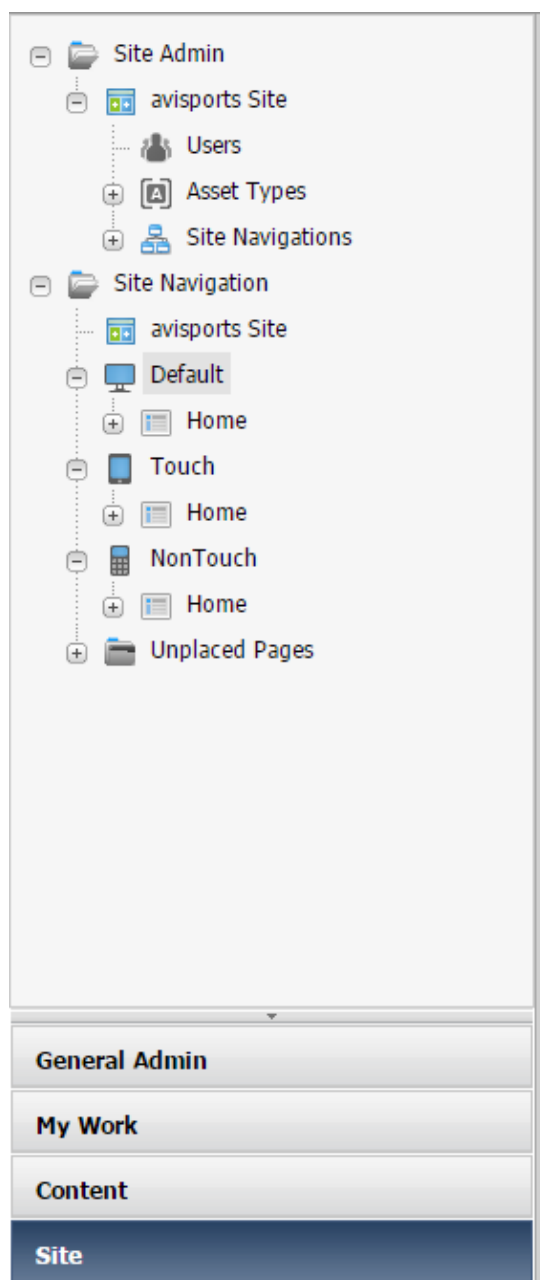 Site Admin
avisports Site
Users
Asset Types
Site Navigations
Site Navigation
avisports Site
Default
Home
Touch
Home
NonTouch
Home
Unplaced Pages
General Admin
My Work
Content
Site